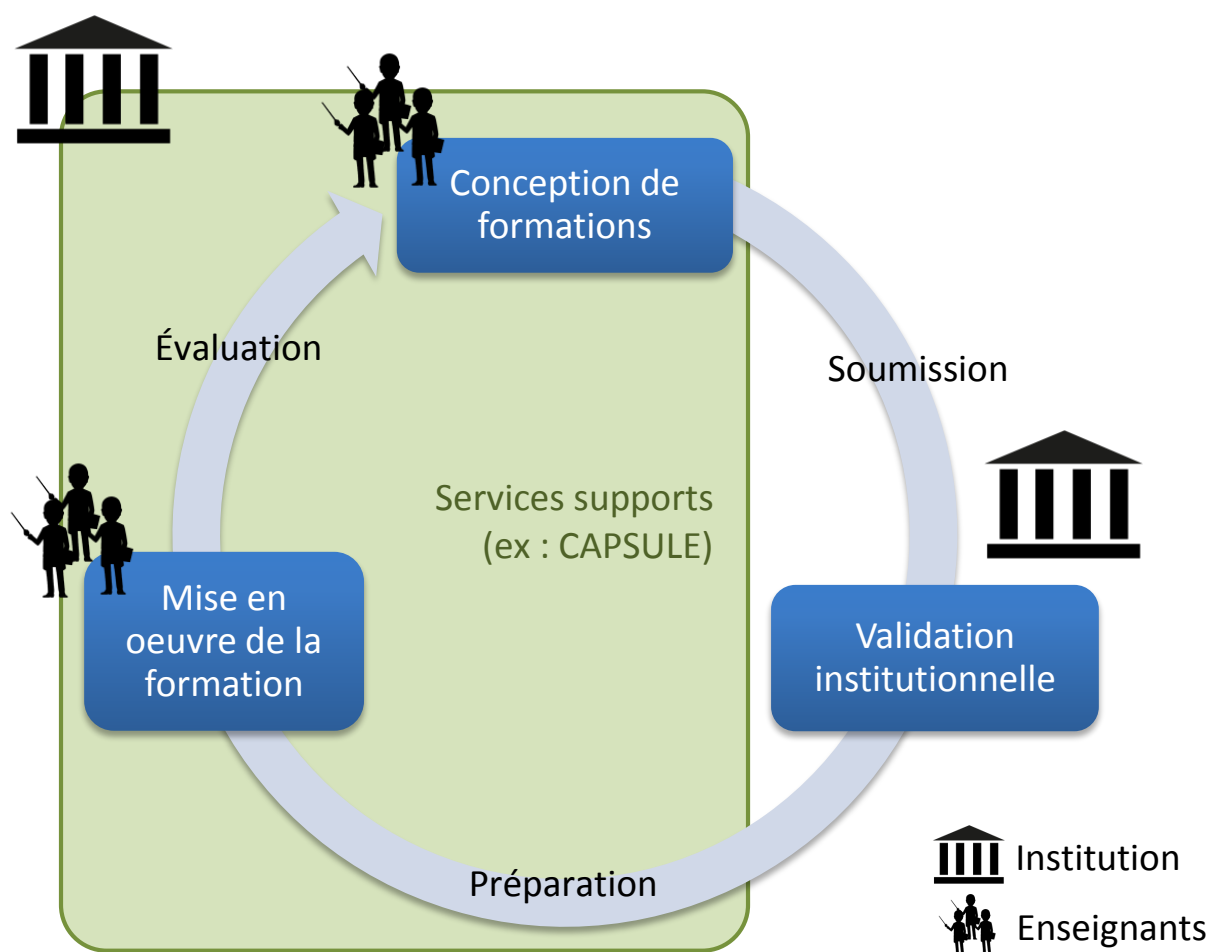 Conception de
formations
Évaluation
Soumission
Services supports
(ex : CAPSULE)
Mise en
oeuvre de la
formation
Validation
institutionnelle
Préparation
Institution
Enseignants